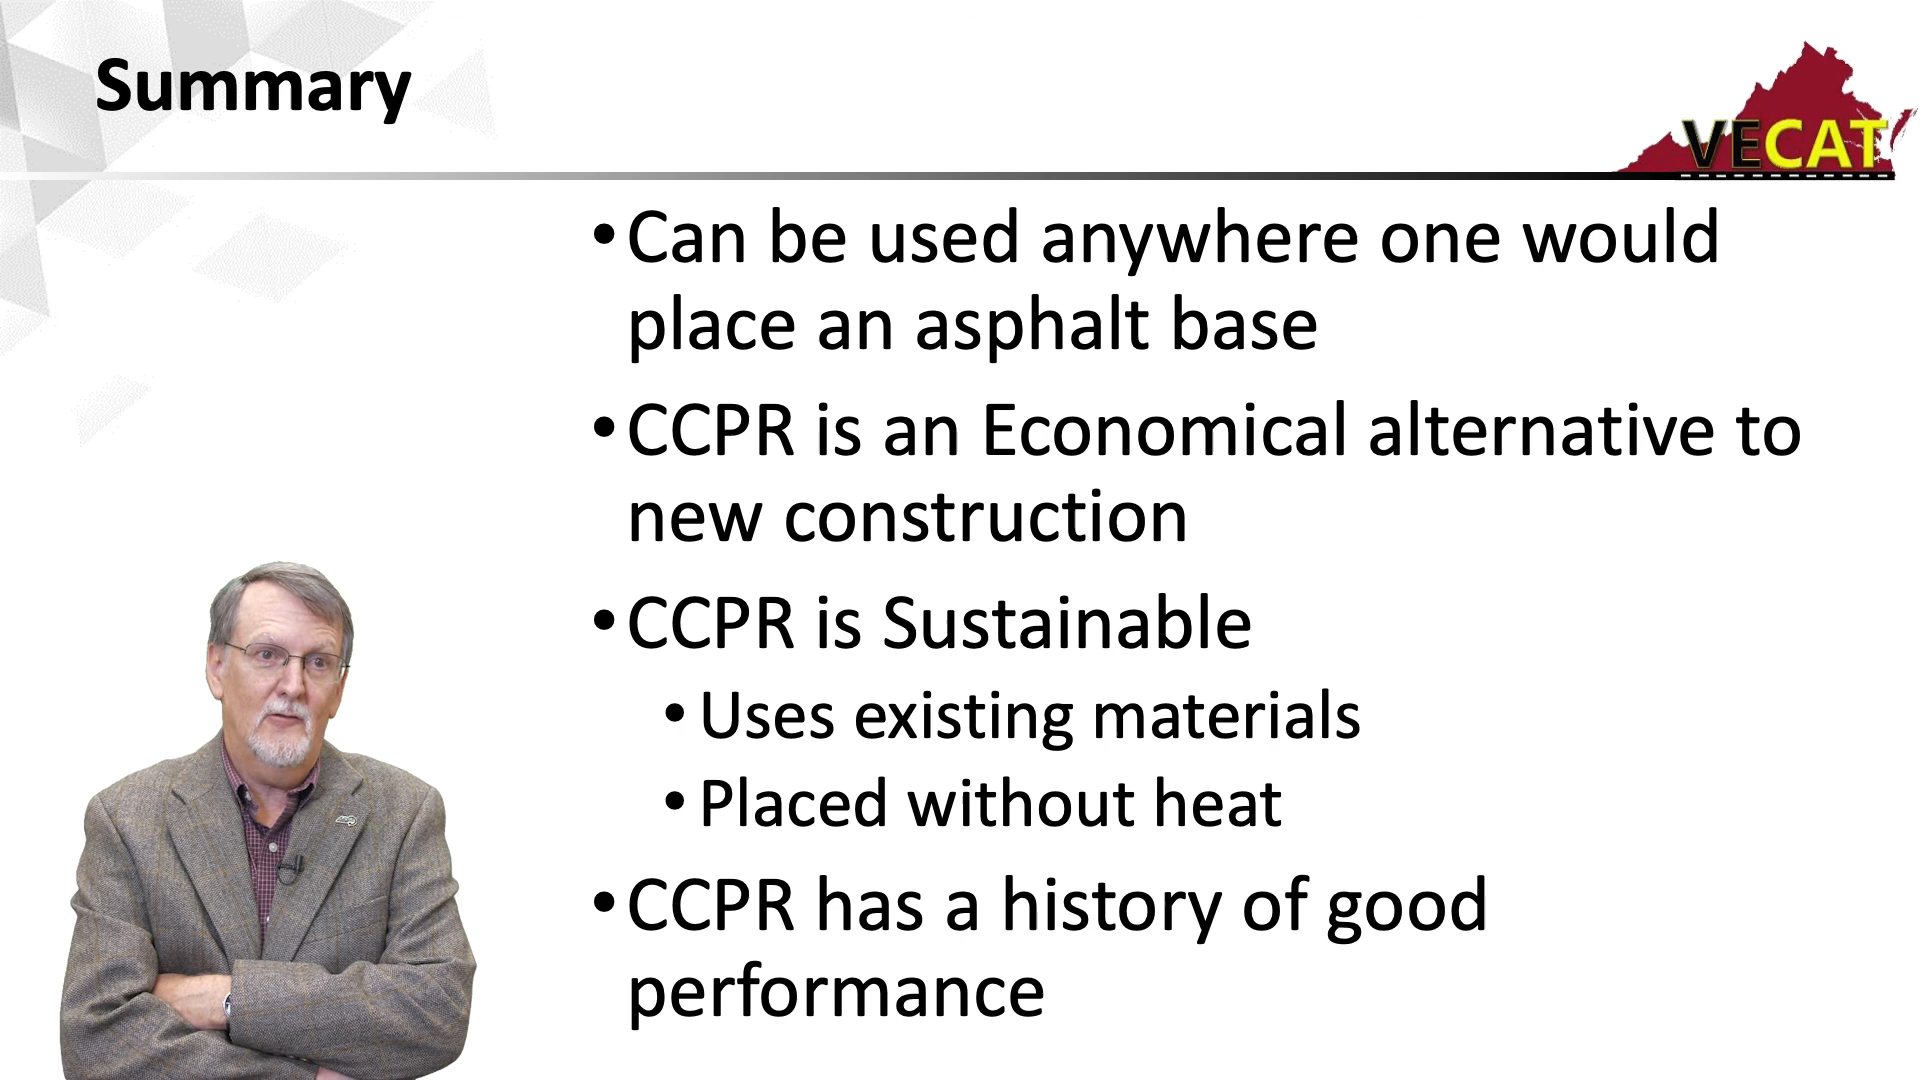 Summary
VECAT
•Can be used anywhere one would
place an asphalt base
•CCPR is an Economical alternative to
new construction
•CCPR is Sustainable
•Uses existing materials
•Placed without heat
•CCPR has a history of good
performance